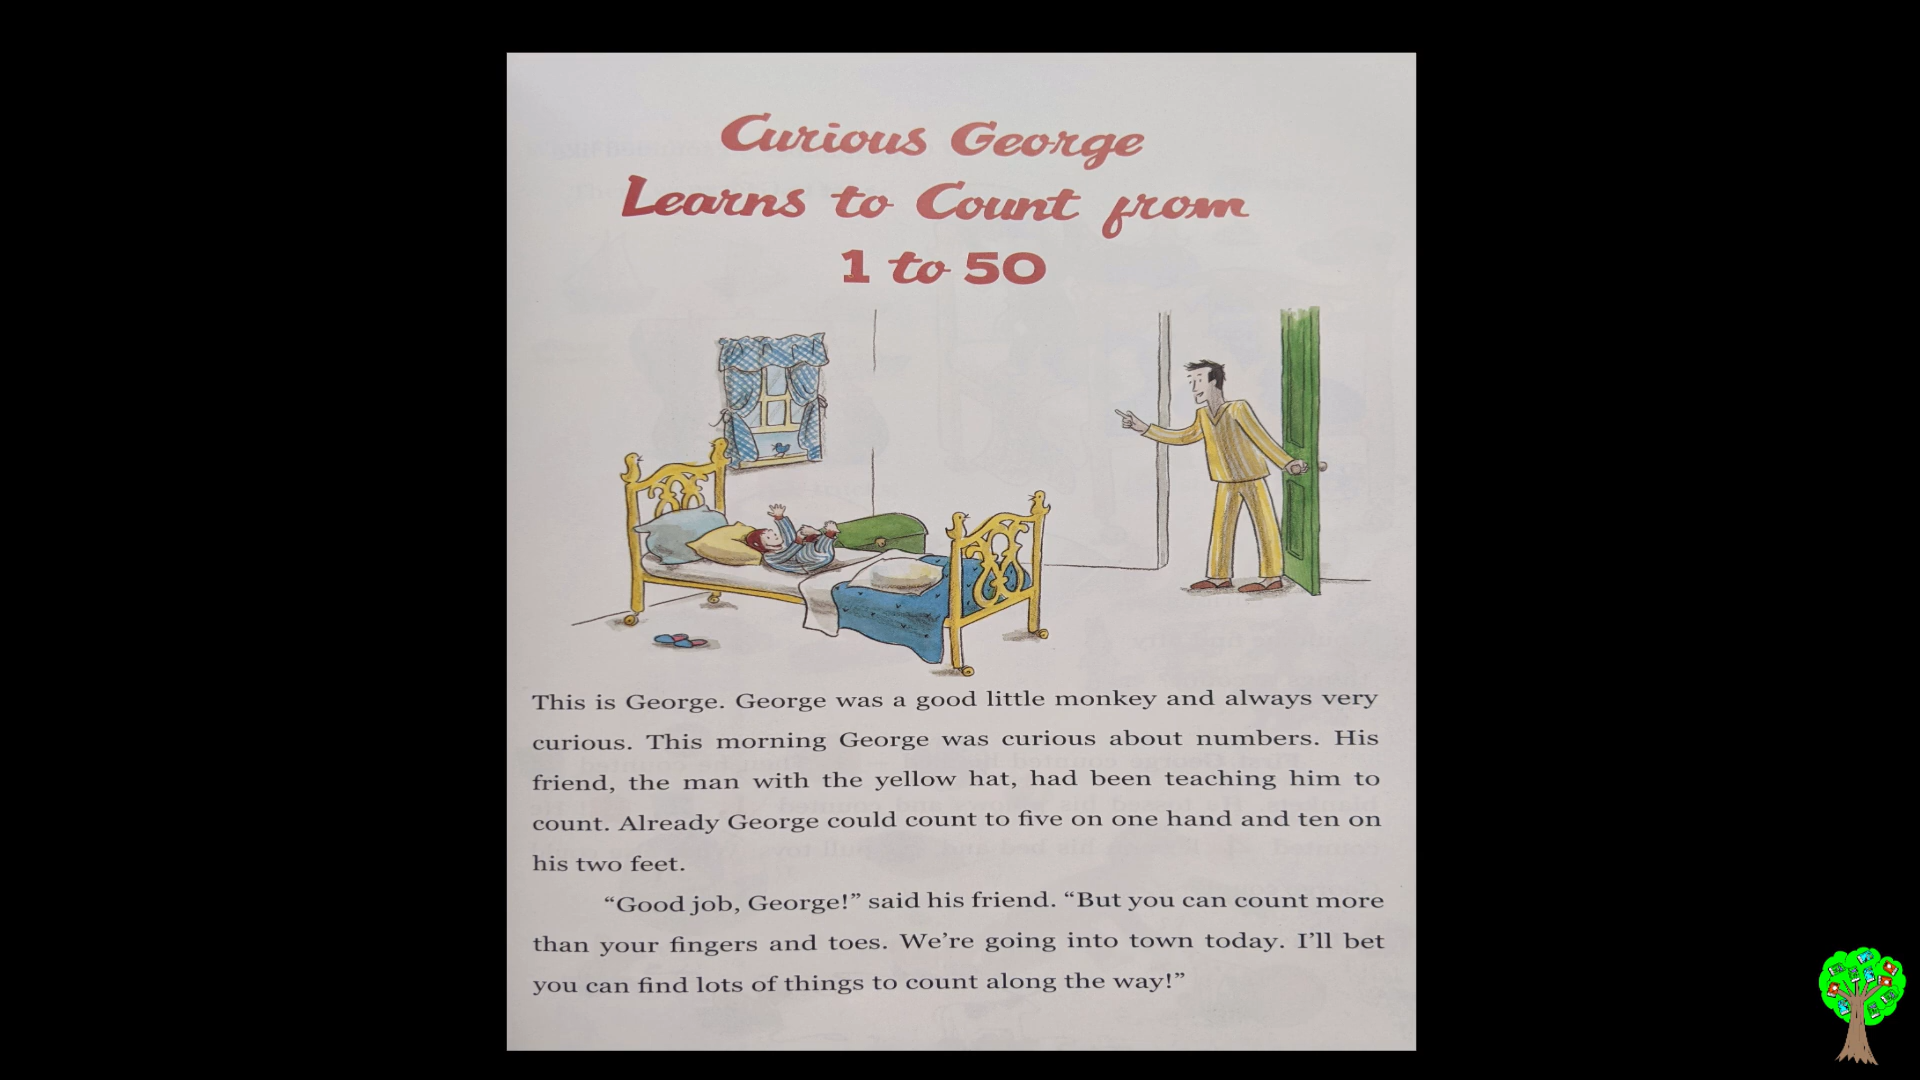 Curious George
Learns to Count from
1 to 50
This is George. George was a good little monkey and always very
curious. This morning George was curious about numbers. His
friend, the man with the yellow hat, had been teaching him to
count. Already George could count to five on one hand and ten on
his two feet.
“Good job, George!” said his friend. “But you can count more
than your fingers and toes. We’re going into town today. I’ll bet
you can find lots of things to count along the way!”